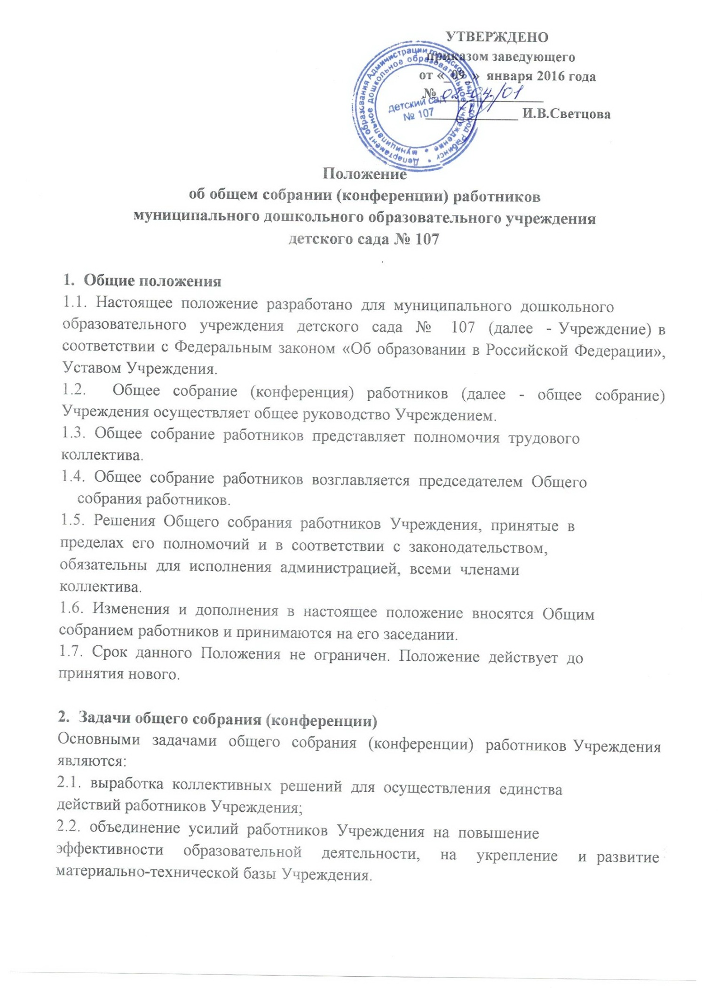 УТВЕРЖДЕНО
приказом заведующего
от «_09_» января 2016 года
№ 02-04/01
И.В.Светцова
Департамент образования Администрации городского округа город Рыбинск
муниципальное дошкольное образовательное учреждение
детский сад
№ 107
Положение
об общем собрании (конференции) работников
муниципального дошкольного образовательного учреждения
детского сада № 107
1. Общие положения
1.1. Настоящее положение разработано для муниципального дошкольного
образовательного учреждения детского сада № 107 (далее - Учреждение) в
соответствии с Федеральным законом «Об образовании в Российской Федерации»,
Уставом Учреждения.
1.2. Общее собрание (конференция) работников (далее - общее собрание)
Учреждения осуществляет общее руководство Учреждением.
1.3. Общее собрание работников представляет полномочия трудового
коллектива.
1.4. Общее собрание работников возглавляется председателем Общего
собрания работников.
1.5. Решения Общего собрания работников Учреждения, принятые в
пределах его полномочий и в соответствии с законодательством,
обязательны для исполнения администрацией, всеми членами
коллектива.
1.6. Изменения и дополнения в настоящее положение вносятся Общим
собранием работников и принимаются на его заседании.
1.7. Срок данного Положения не ограничен. Положение действует до
принятия нового.
2. Задачи общего собрания (конференции)
Основными задачами общего собрания (конференции) работников Учреждения
являются:
2.1. выработка коллективных решений для осуществления единства
действий работников Учреждения;
2.2. объединение усилий работников Учреждения на повышение
эффективности образовательной деятельности, на укрепление и развитие
материально-технической базы Учреждения.